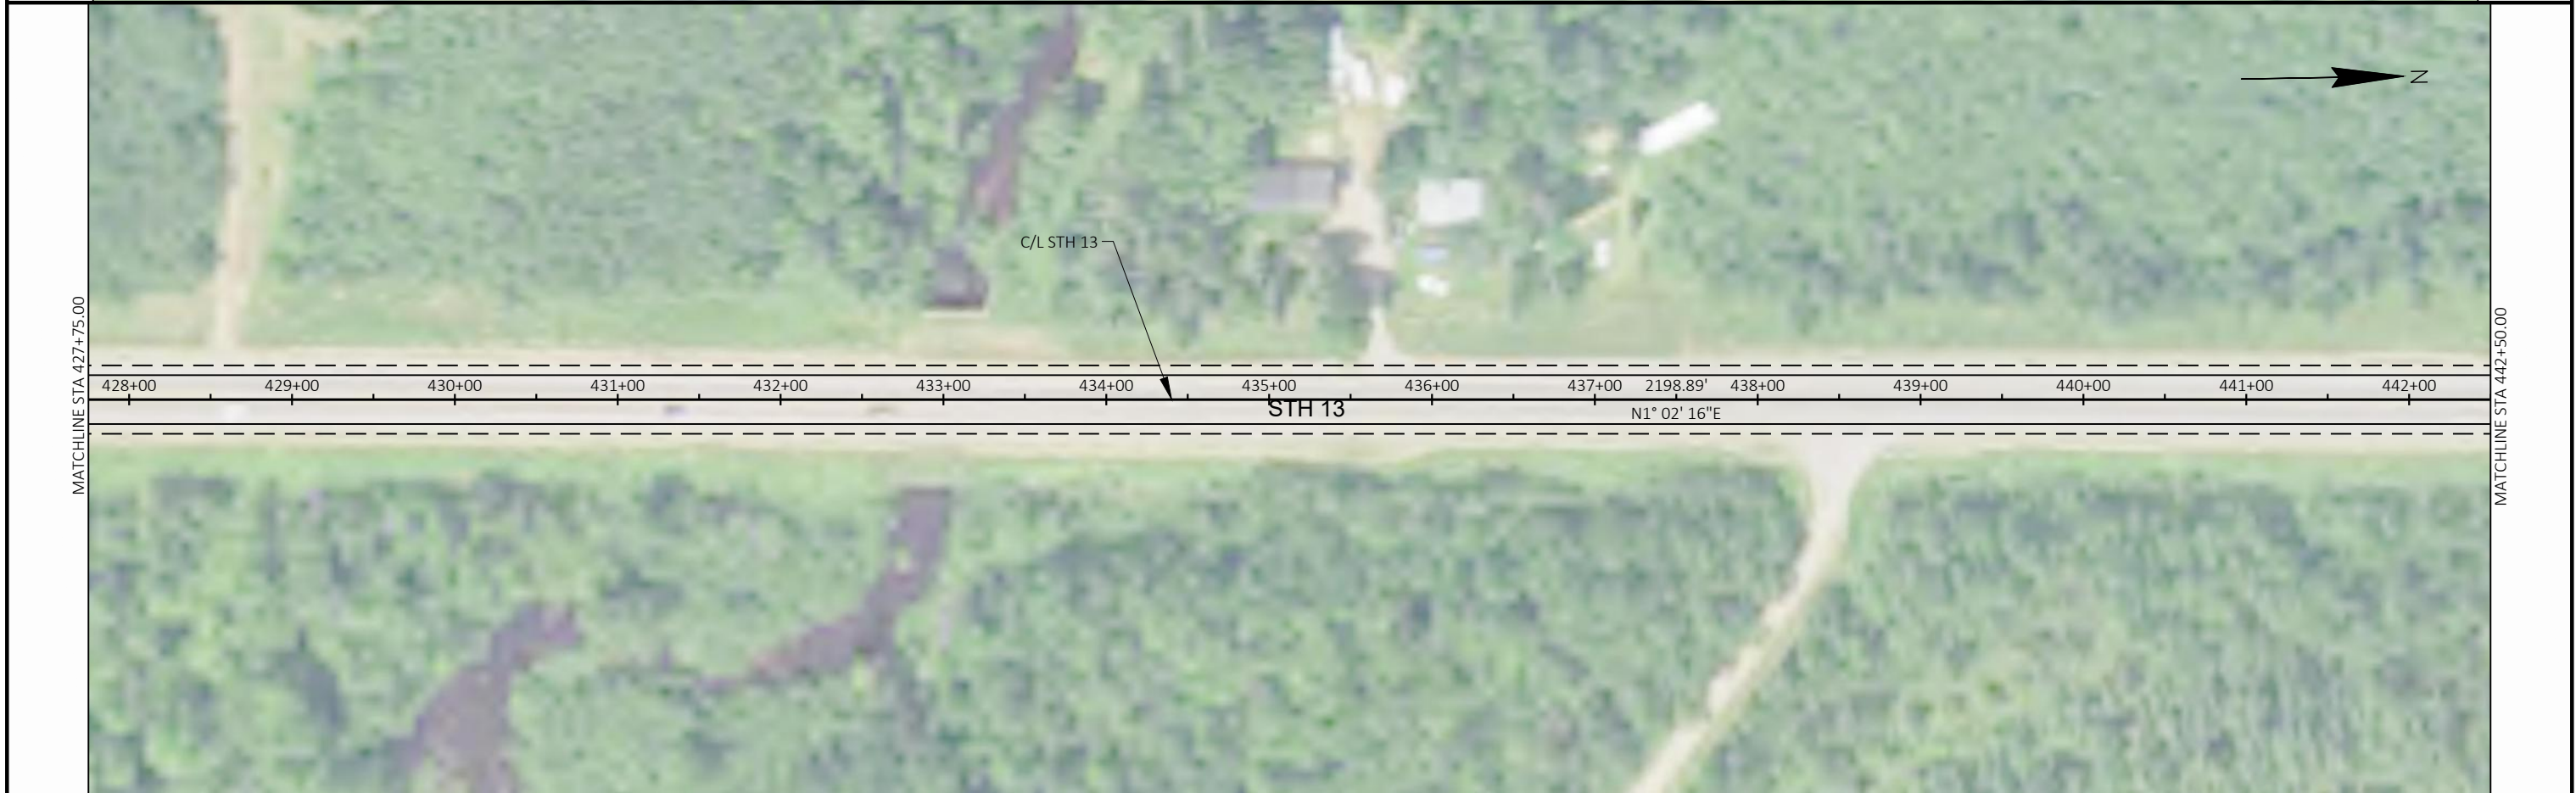 N
C/L STH 13
MATCHLINE STA 427+75.00
MATCHLINE STA 442+50.00
428+00 429+00 430+00 431+00 432+00 433+00 434+00 435+00 436+00 437+00 2198.89' 438+00 439+00 440+00 441+00 442+00
STH 13 N1° 02' 16"E